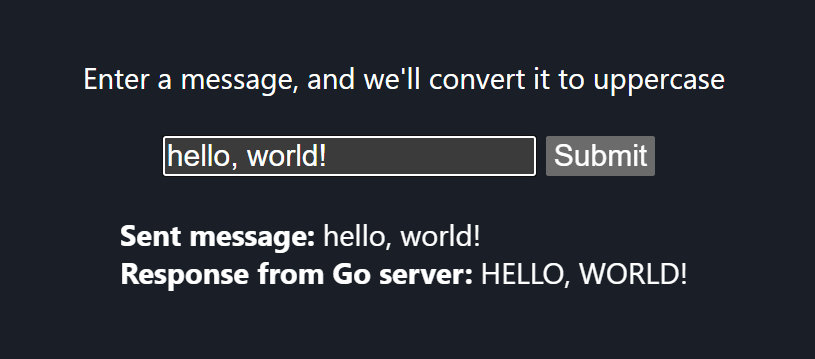 Enter a message, and we'll convert it to uppercase
hello, world! Submit
Sent message: hello, world!
Response from Go server: HELLO, WORLD!